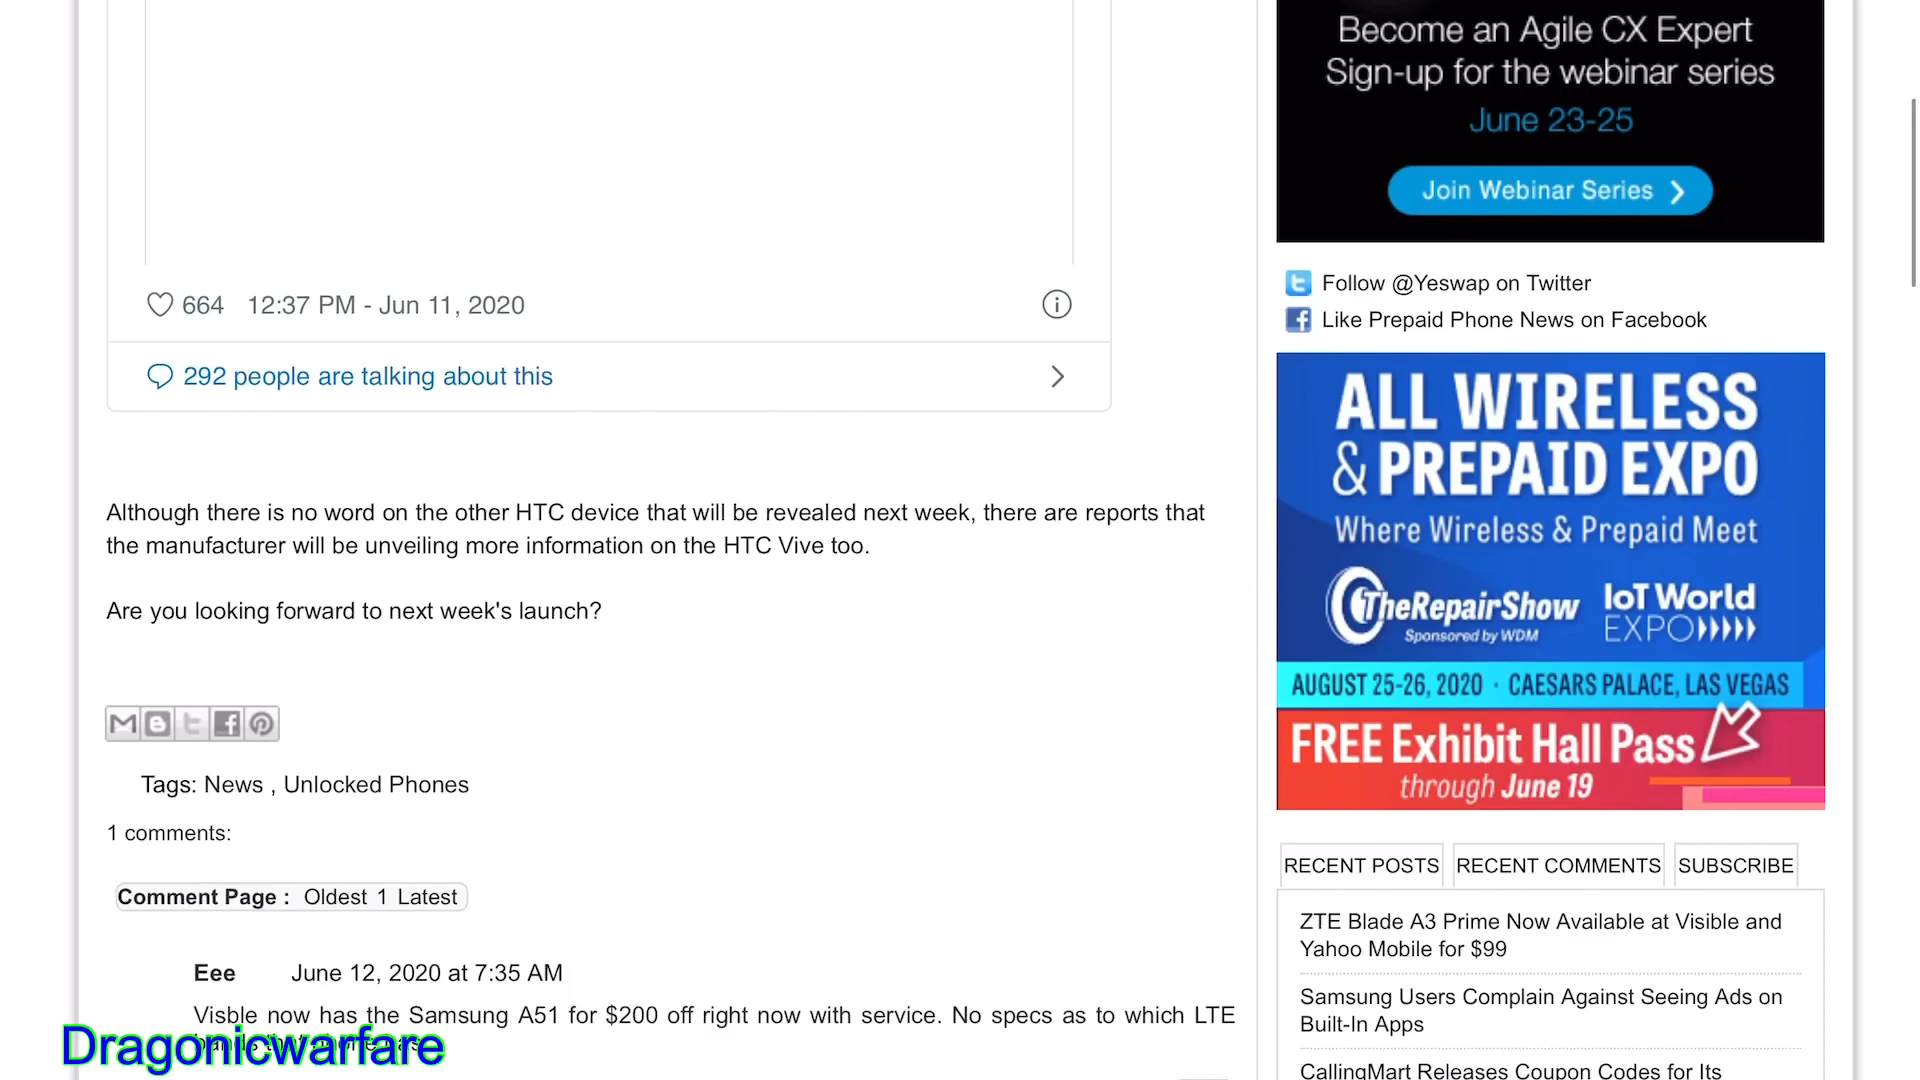 664 12:37 PM - Jun 11, 2020
292 people are talking about this
Although there is no word on the other HTC device that will be revealed next week, there are reports that
the manufacturer will be unveiling more information on the HTC Vive too.
Are you looking forward to next week's launch?
Tags: News , Unlocked Phones
1 comments:
Comment Page : Oldest 1 Latest
Eee June 12, 2020 at 7:35 AM
Visble now has the Samsung A51 for $200 off right now with service. No specs as to which LTE
Dragonicwarfare
Become an Agile CX Expert
Sign-up for the webinar series
June 23-25
Join Webinar Series
Follow @Yeswap on Twitter
Like Prepaid Phone News on Facebook
ALL WIRELESS
& PREPAID EXPO
Where Wireless & Prepaid Meet
TheRepairShow IoT World
Sponsored by WDM EXPO
AUGUST 25-26, 2020 · CAESARS PALACE, LAS VEGAS
FREE Exhibit Hall Pass
through June 19
RECENT POSTS RECENT COMMENTS SUBSCRIBE
ZTE Blade A3 Prime Now Available at Visible and
Yahoo Mobile for $99
Samsung Users Complain Against Seeing Ads on
Built-In Apps
CallingMart Releases Coupon Codes for Its